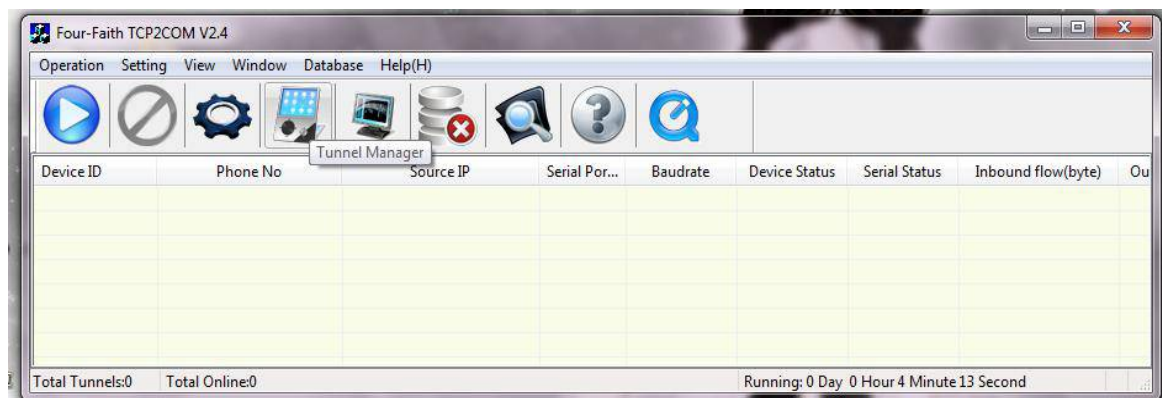 Four-Faith TCP2COM V2.4
Operation Setting View Window Database Help(H)
Tunnel Manager
Device ID Phone No Source IP Serial Por... Baudrate Device Status Serial Status Inbound flow(byte) Ou
Total Tunnels:0 Total Online:0 Running: 0 Day 0 Hour 4 Minute 13 Second